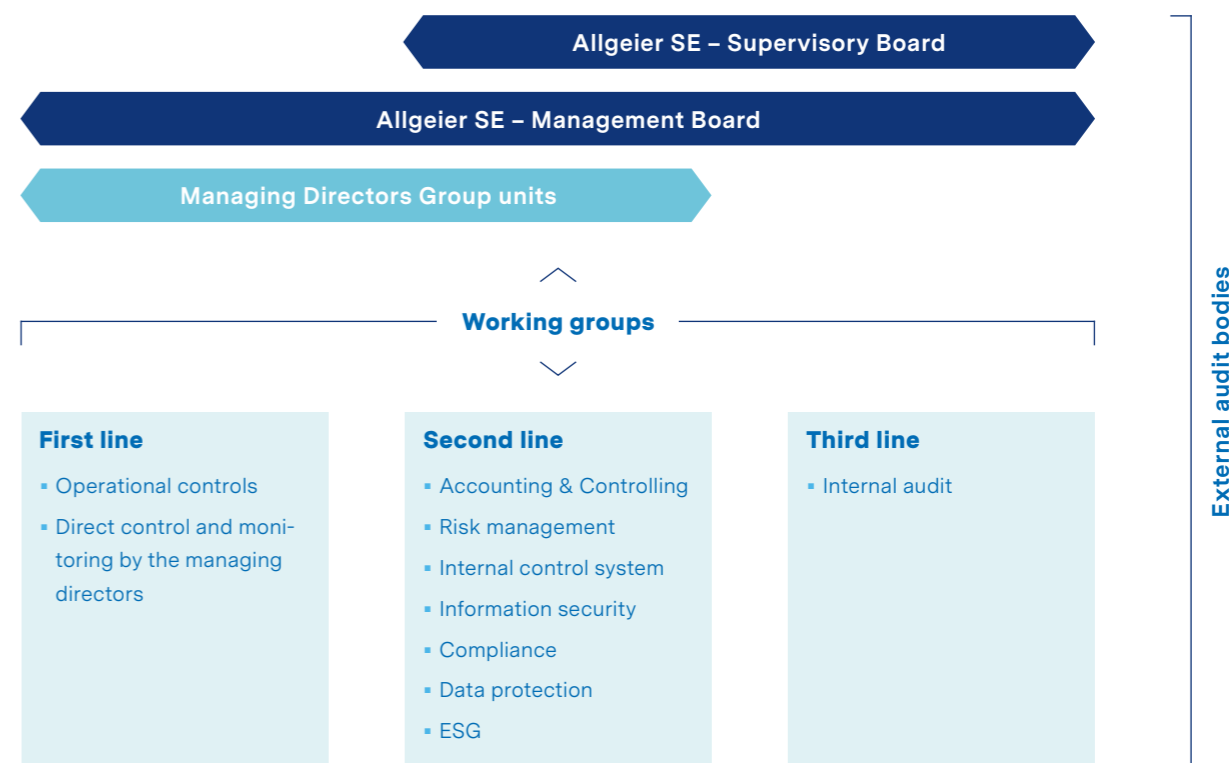 Allgeier SE – Supervisory Board
Allgeier SE – Management Board
Managing Directors Group units
Working groups
First line
▪ Operational controls
▪ Direct control and moni-
toring by the managing
directors
Second line
▪ Accounting & Controlling
▪ Risk management
▪ Internal control system
▪ Information security
▪ Compliance
▪ Data protection
▪ ESG
Third line
▪ Internal audit
External audit bodies